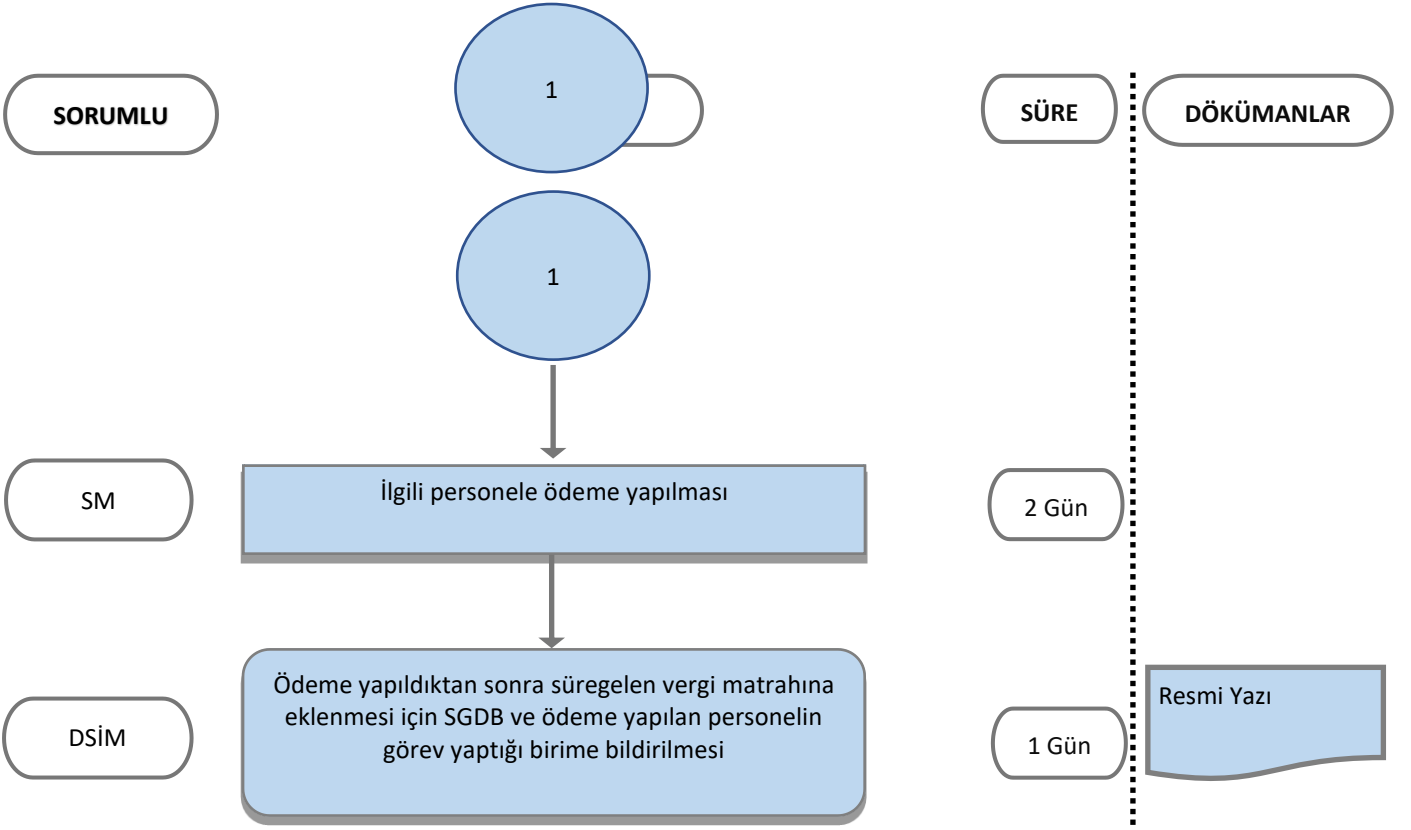 SORUMLU
1
SÜRE
DÖKÜMANLAR
1
SM
İlgili personele ödeme yapılması
2 Gün
DSİM
Ödeme yapıldıktan sonra süregelen vergi matrahına
eklenmesi için SGDB ve ödeme yapılan personelin
görev yaptığı birime bildirilmesi
1 Gün
Resmi Yazı